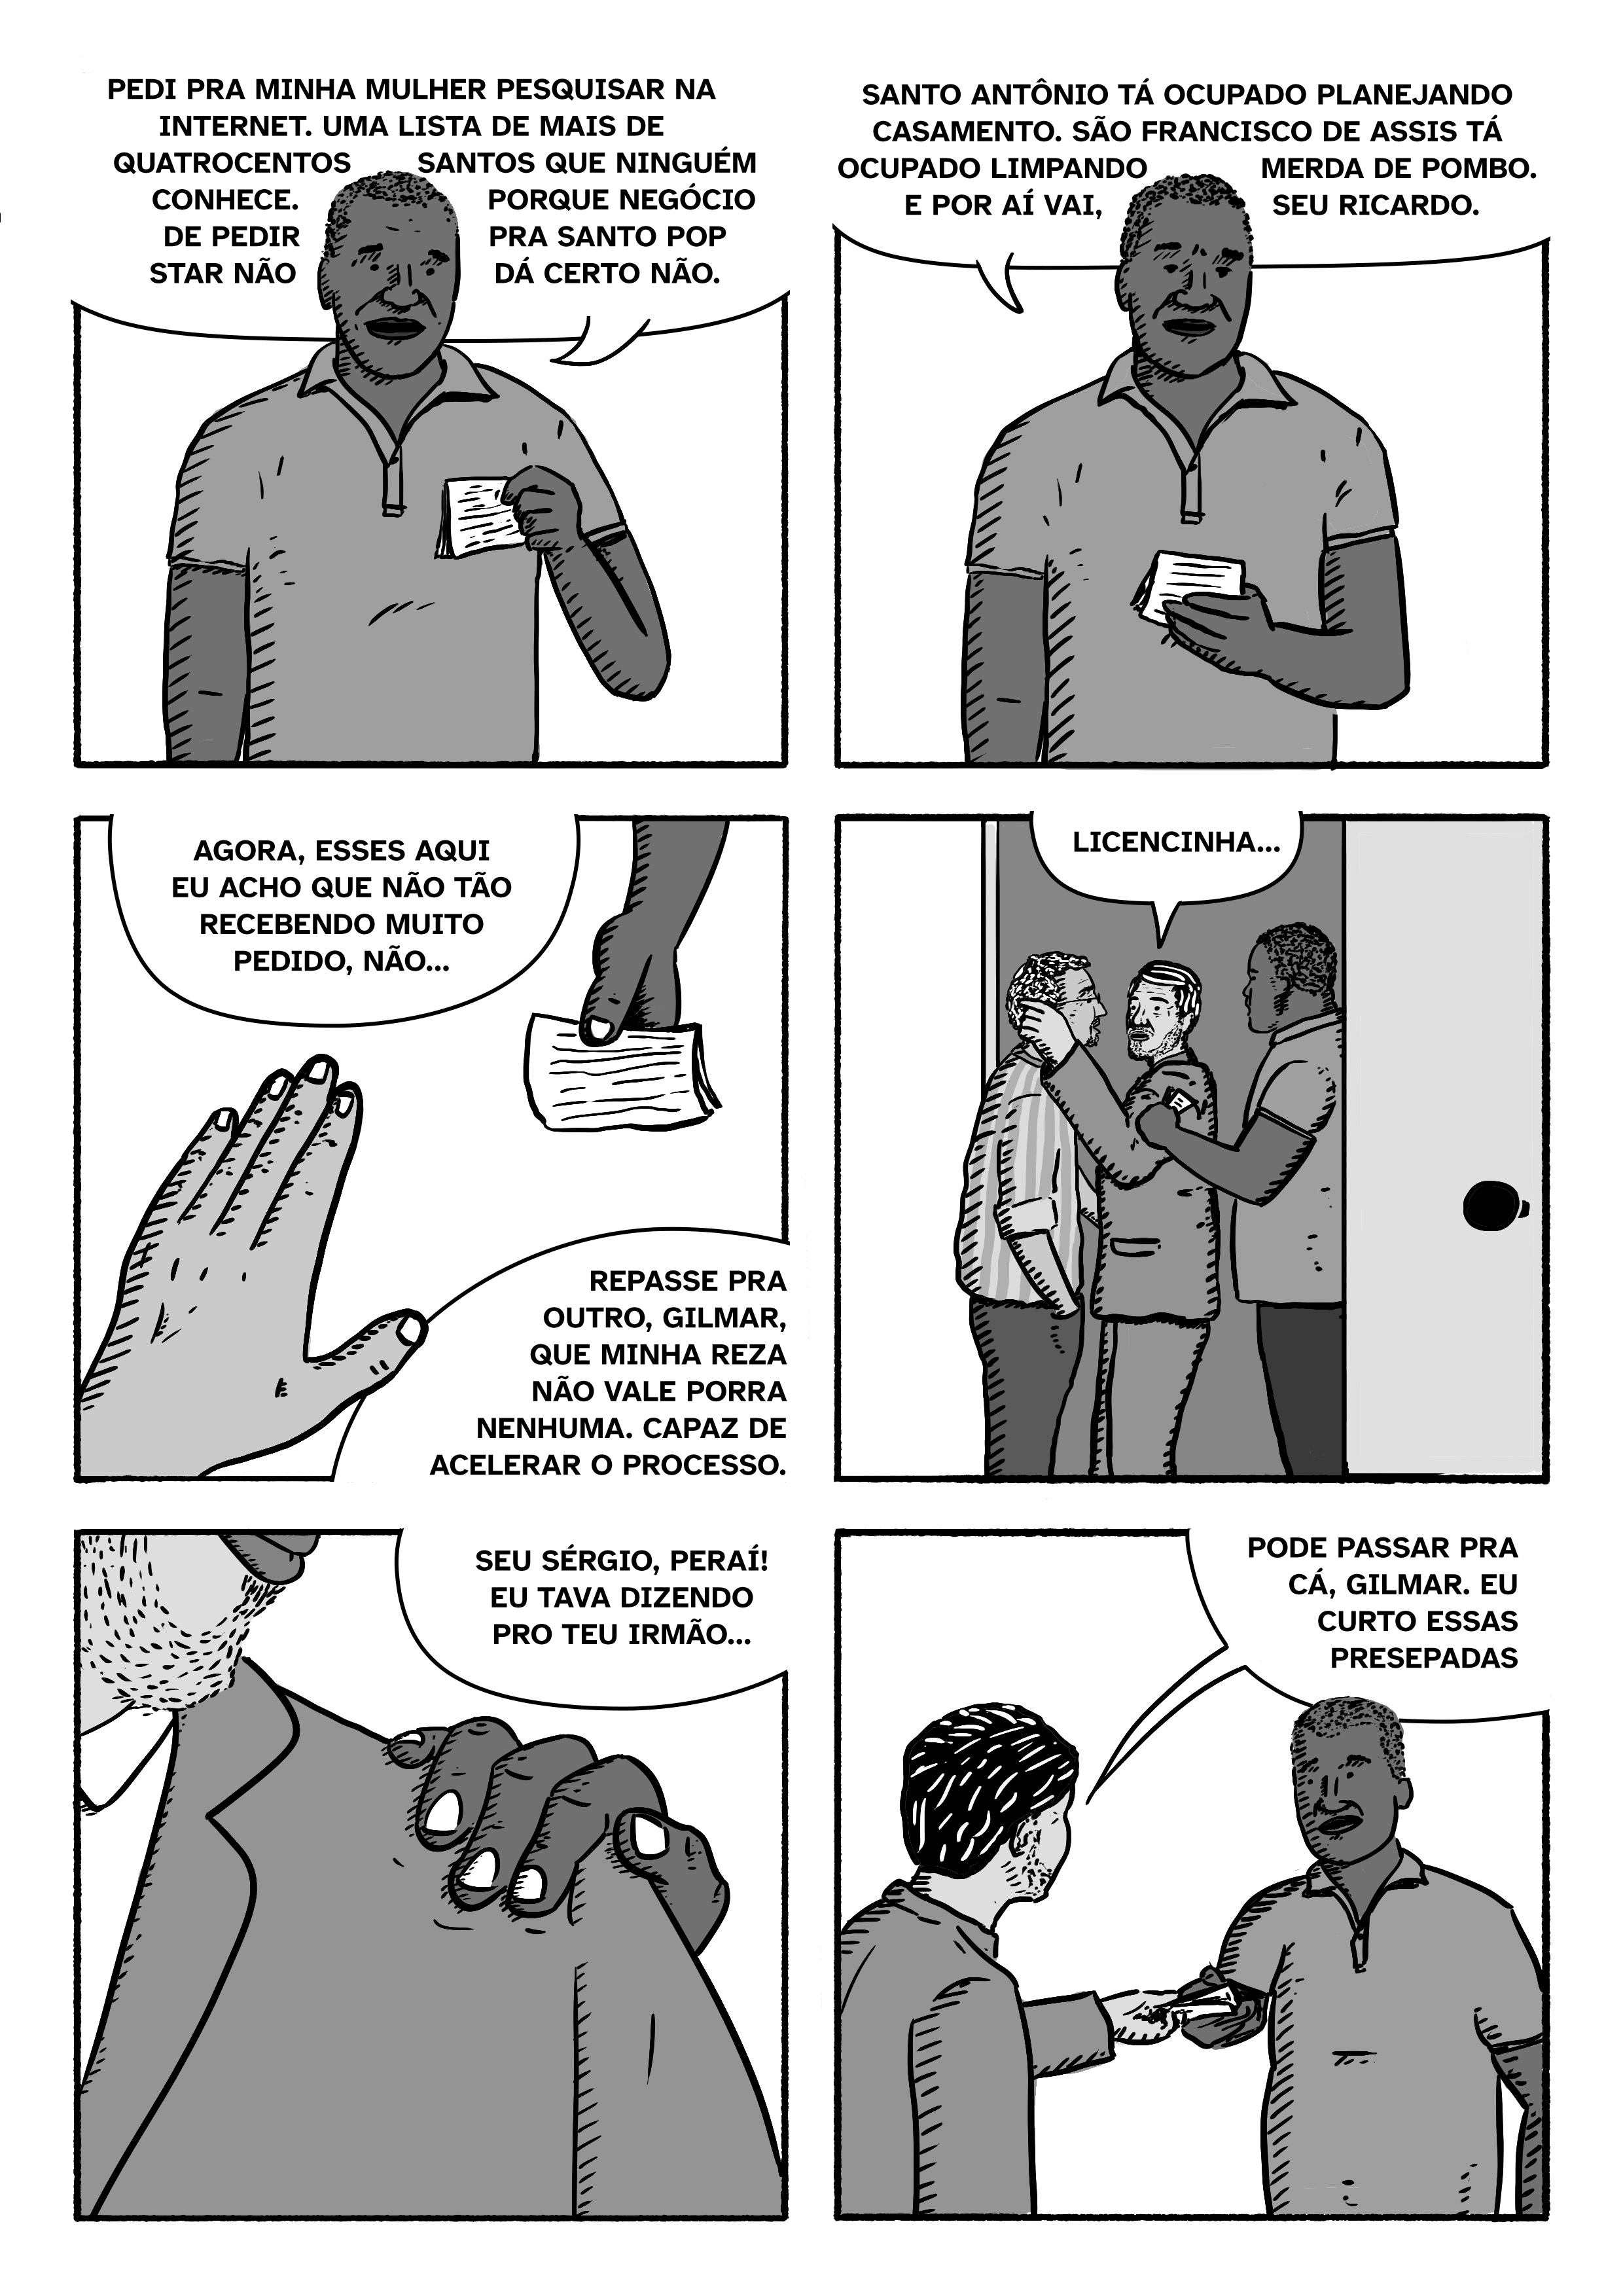 PEDI PRA MINHA MULHER PESQUISAR NA
INTERNET. UMA LISTA DE MAIS DE
QUATROCENTOS SANTOS QUE NINGUÉM
CONHECE. PORQUE NEGÓCIO
DE PEDIR PRA SANTO POP
STAR NÃO DÁ CERTO NÃO.
SANTO ANTÔNIO TÁ OCUPADO PLANEJANDO
CASAMENTO. SÃO FRANCISCO DE ASSIS TÁ
OCUPADO LIMPANDO MERDA DE POMBO.
E POR AÍ VAI, SEU RICARDO.
AGORA, ESSES AQUI
EU ACHO QUE NÃO TÃO
RECEBENDO MUITO
PEDIDO, NÃO...
REPASSE PRA
OUTRO, GILMAR,
QUE MINHA REZA
NÃO VALE PORRA
NENHUMA. CAPAZ DE
ACELERAR O PROCESSO.
LICENCINHA...
SEU SÉRGIO, PERAÍ!
EU TAVA DIZENDO
PRO TEU IRMÃO...
PODE PASSAR PRA
CÁ, GILMAR. EU
CURTO ESSAS
PRESEPADAS